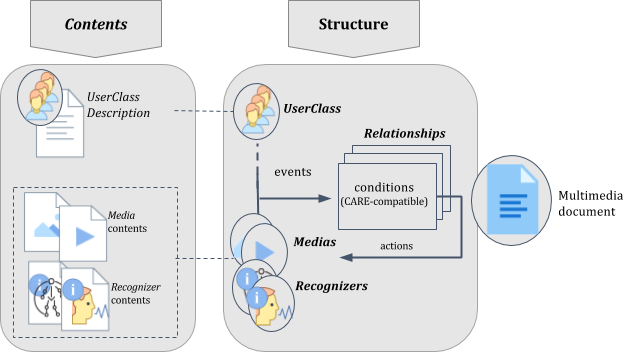 Contents
Structure
UserClass
Description
UserClass
Relationships
events
conditions
(CARE-compatible)
Multimedia
document
Media
contents
Medias
actions
Recognizer
contents
Recognizers